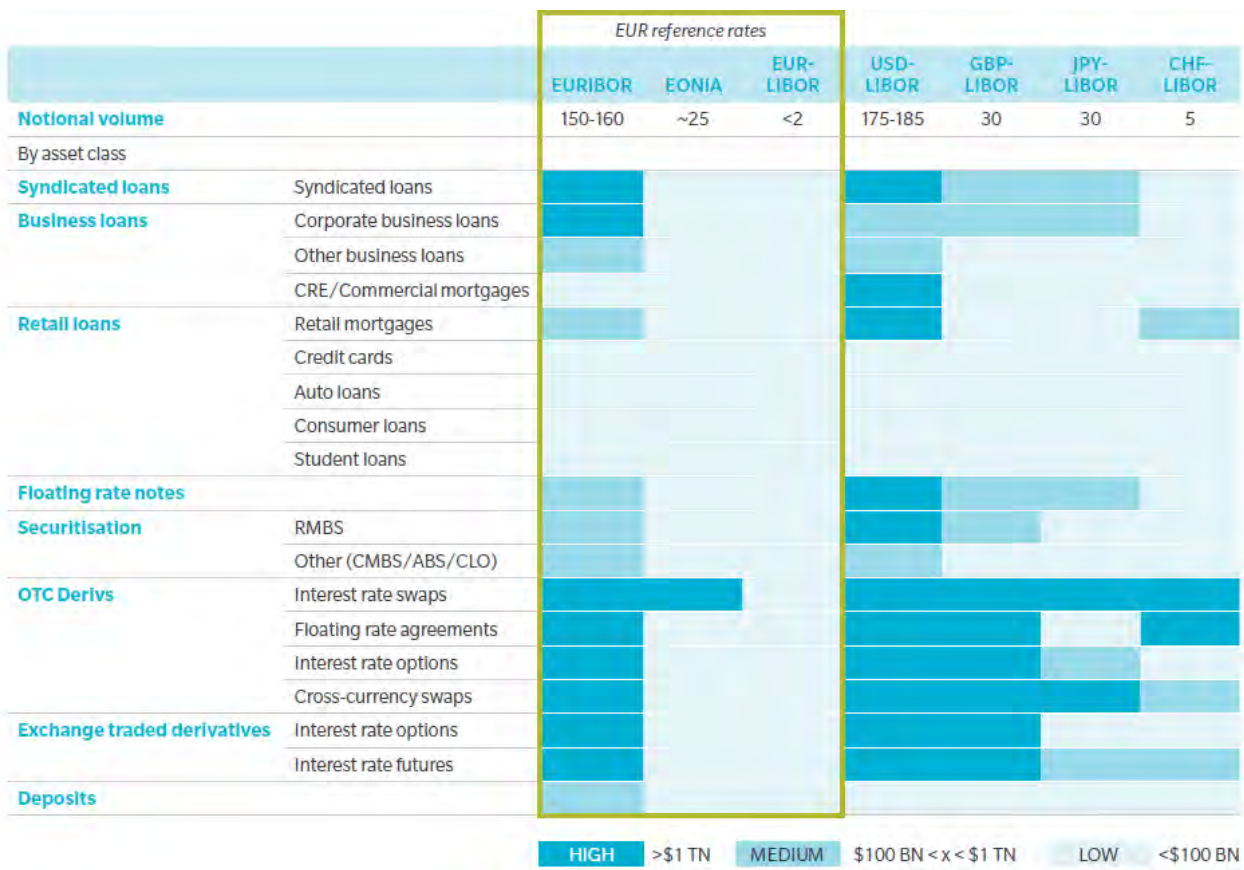 EUR reference rates
EURIBOR EONIA EUR-LIBOR USD-LIBOR GBP-LIBOR JPY-LIBOR CHF-LIBOR
Notional volume 150-160 ~25 <2 175-185 30 30 5
By asset class
Syndicated loans Syndicated loans
Business loans Corporate business loans
Other business loans
CRE/Commercial mortgages
Retail loans Retail mortgages
Credit cards
Auto loans
Consumer loans
Student loans
Floating rate notes
Securitisation RMBS
Other (CMBS/ABS/CLO)
OTC Derivs Interest rate swaps
Floating rate agreements
Interest rate options
Cross-currency swaps
Exchange traded derivatives Interest rate options
Interest rate futures
Deposits
HIGH >$1 TN MEDIUM $100 BN < x < $1 TN LOW <$100 BN